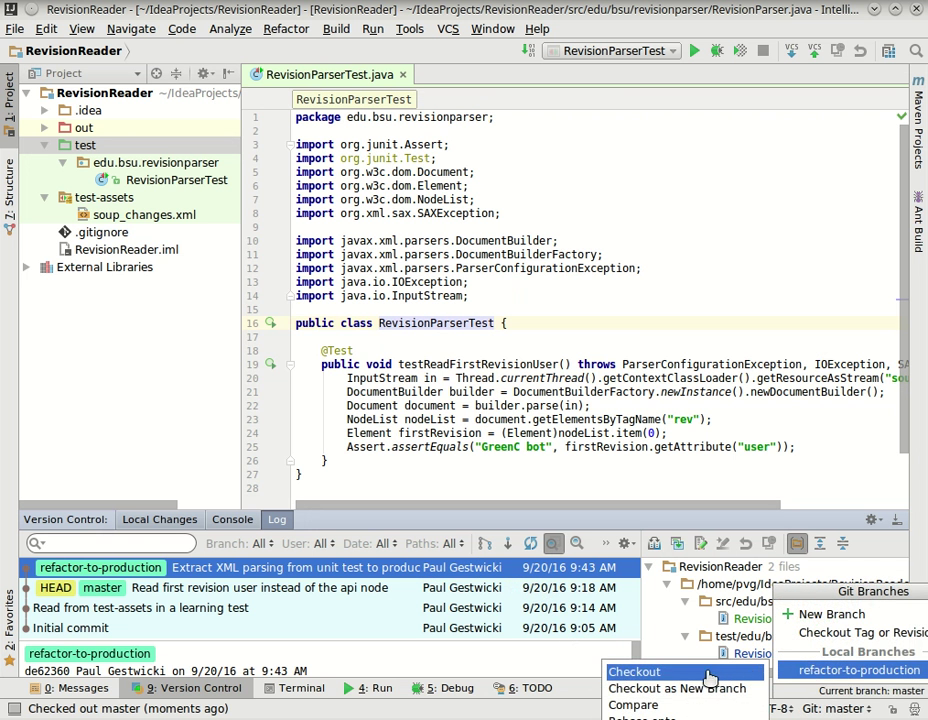 RevisionReader - [~/IdeaProjects/RevisionReader] - [RevisionReader] - ~/IdeaProjects/RevisionReader/src/edu/bsu/revisionparser/RevisionParser.java - Intelli...
File Edit View Navigate Code Analyze Refactor Build Run Tools VCS Window Help
RevisionReader
RevisionParserTest
VCS VCS
1: Project
7: Structure
2: Favorites
Project
RevisionReader ~/IdeaProjects/
.idea
out
test
edu.bsu.revisionparser
RevisionParserTest
test-assets
soup_changes.xml
.gitignore
RevisionReader.iml
External Libraries
RevisionParserTest.java
RevisionParserTest
1 package edu.bsu.revisionparser;
2
3 import org.junit.Assert;
4 import org.junit.Test;
5 import org.w3c.dom.Document;
6 import org.w3c.dom.Element;
7 import org.w3c.dom.NodeList;
8 import org.xml.sax.SAXException;
9
10 import javax.xml.parsers.DocumentBuilder;
11 import javax.xml.parsers.DocumentBuilderFactory;
12 import javax.xml.parsers.ParserConfigurationException;
13 import java.io.IOException;
14 import java.io.InputStream;
15
16 public class RevisionParserTest {
17
18 @Test
19 public void testReadFirstRevisionUser() throws ParserConfigurationException, IOException, SA
20 InputStream in = Thread.currentThread().getContextClassLoader().getResourceAsStream("sou
21 DocumentBuilder builder = DocumentBuilderFactory.newInstance().newDocumentBuilder();
22 Document document = builder.parse(in);
23 NodeList nodeList = document.getElementsByTagName("rev");
24 Element firstRevision = (Element)nodeList.item(0);
25 Assert.assertEquals("GreenC bot", firstRevision.getAttribute("user"));
26 }
27 }
28
Maven Projects
Ant Build
Version Control: Local Changes Console Log
Branch: All User: All Date: All Paths: All
refactor-to-production Extract XML parsing from unit test to produc Paul Gestwicki 9/20/16 9:43 AM
HEAD master Read first revision user instead of the api node Paul Gestwicki 9/20/16 9:18 AM
Read from test-assets in a learning test Paul Gestwicki 9/20/16 9:14 AM
Initial commit Paul Gestwicki 9/20/16 9:05 AM
refactor-to-production
de62360 Paul Gestwicki on 9/20/16 at 9:43 AM
RevisionReader 2 files
/home/pvg/IdeaProjects/RevisionReade
src/edu/bs
Revisio
test/edu/b
Revisio
Git Branches
New Branch
Checkout Tag or Revisio
Local Branches
refactor-to-production
Current branch: master
Checkout
Checkout as New Branch
Compare
Rebase onto
0: Messages 9: Version Control Terminal 4: Run 5: Debug 6: TODO
Checked out master (moments ago)
TF-8 Git: master